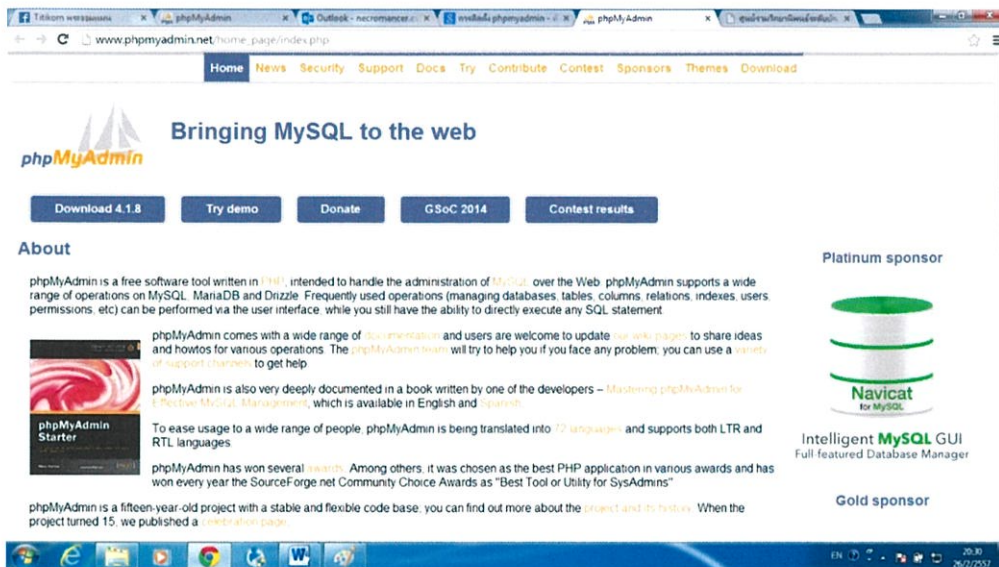 Titikorn
phpMyAdmin
Outlook - necromancer.c
การติดตั้ง phpmyadmin - ค้
phpMyAdmin
www.phpmyadmin.net/home_page/index.php
Home News Security Support Docs Try Contribute Contest Sponsors Themes Download
phpMyAdmin
Bringing MySQL to the web
Download 4.1.8 Try demo Donate GSoC 2014 Contest results
About
phpMyAdmin is a free software tool written in PHP, intended to handle the administration of MySQL over the Web. phpMyAdmin supports a wide
range of operations on MySQL, MariaDB and Drizzle. Frequently used operations (managing databases, tables, columns, relations, indexes, users,
permissions, etc) can be performed via the user interface, while you still have the ability to directly execute any SQL statement
phpMyAdmin comes with a wide range of documentation and users are welcome to update our wiki pages to share ideas
and howtos for various operations. The phpMyAdmin team will try to help you if you face any problem; you can use a variety
of support channels to get help.
phpMyAdmin is also very deeply documented in a book written by one of the developers – Mastering phpMyAdmin for
Effective MySQL Management, which is available in English and Spanish.
To ease usage to a wide range of people, phpMyAdmin is being translated into 72 languages and supports both LTR and
RTL languages.
phpMyAdmin has won several awards. Among others, it was chosen as the best PHP application in various awards and has
won every year the SourceForge.net Community Choice Awards as "Best Tool or Utility for SysAdmins"
phpMyAdmin is a fifteen-year-old project with a stable and flexible code base; you can find out more about the project and its history. When the
project turned 15, we published a celebration page.
phpMyAdmin
Starter
Platinum sponsor
Navicat
for MySQL
Intelligent MySQL GUI
Full-featured Database Manager
Gold sponsor
EN
20:30
26/2/2557